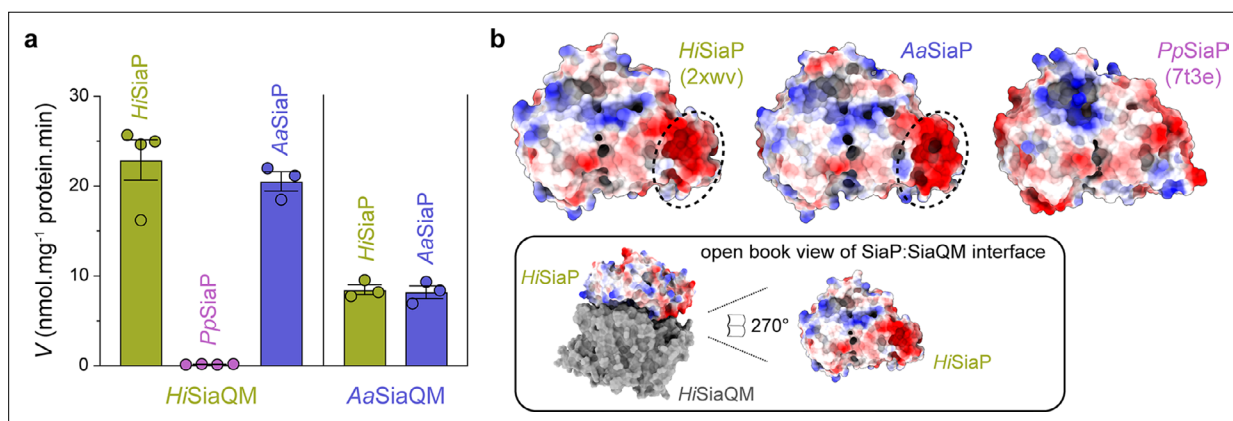 a
V (nmol.mg⁻¹ protein.min)
30
20
10
0
HiSiaP
PpSiaP
AaSiaP
HiSiaP
AaSiaP
HiSiaQM
AaSiaQM
b
HiSiaP
(2xwv)
AaSiaP
PpSiaP
(7t3e)
open book view of SiaP:SiaQM interface
HiSiaP
270°
HiSiaP
HiSiaQM